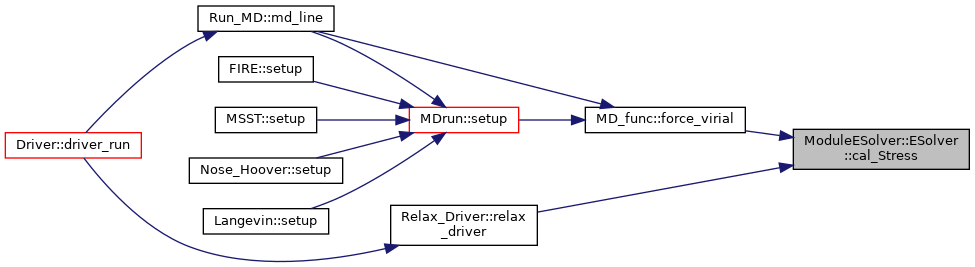 Run_MD::md_line
FIRE::setup
MSST::setup
MDrun::setup
MD_func::force_virial
Driver::driver_run
ModuleESolver::ESolver
::cal_Stress
Nose_Hoover::setup
Langevin::setup
Relax_Driver::relax
_driver